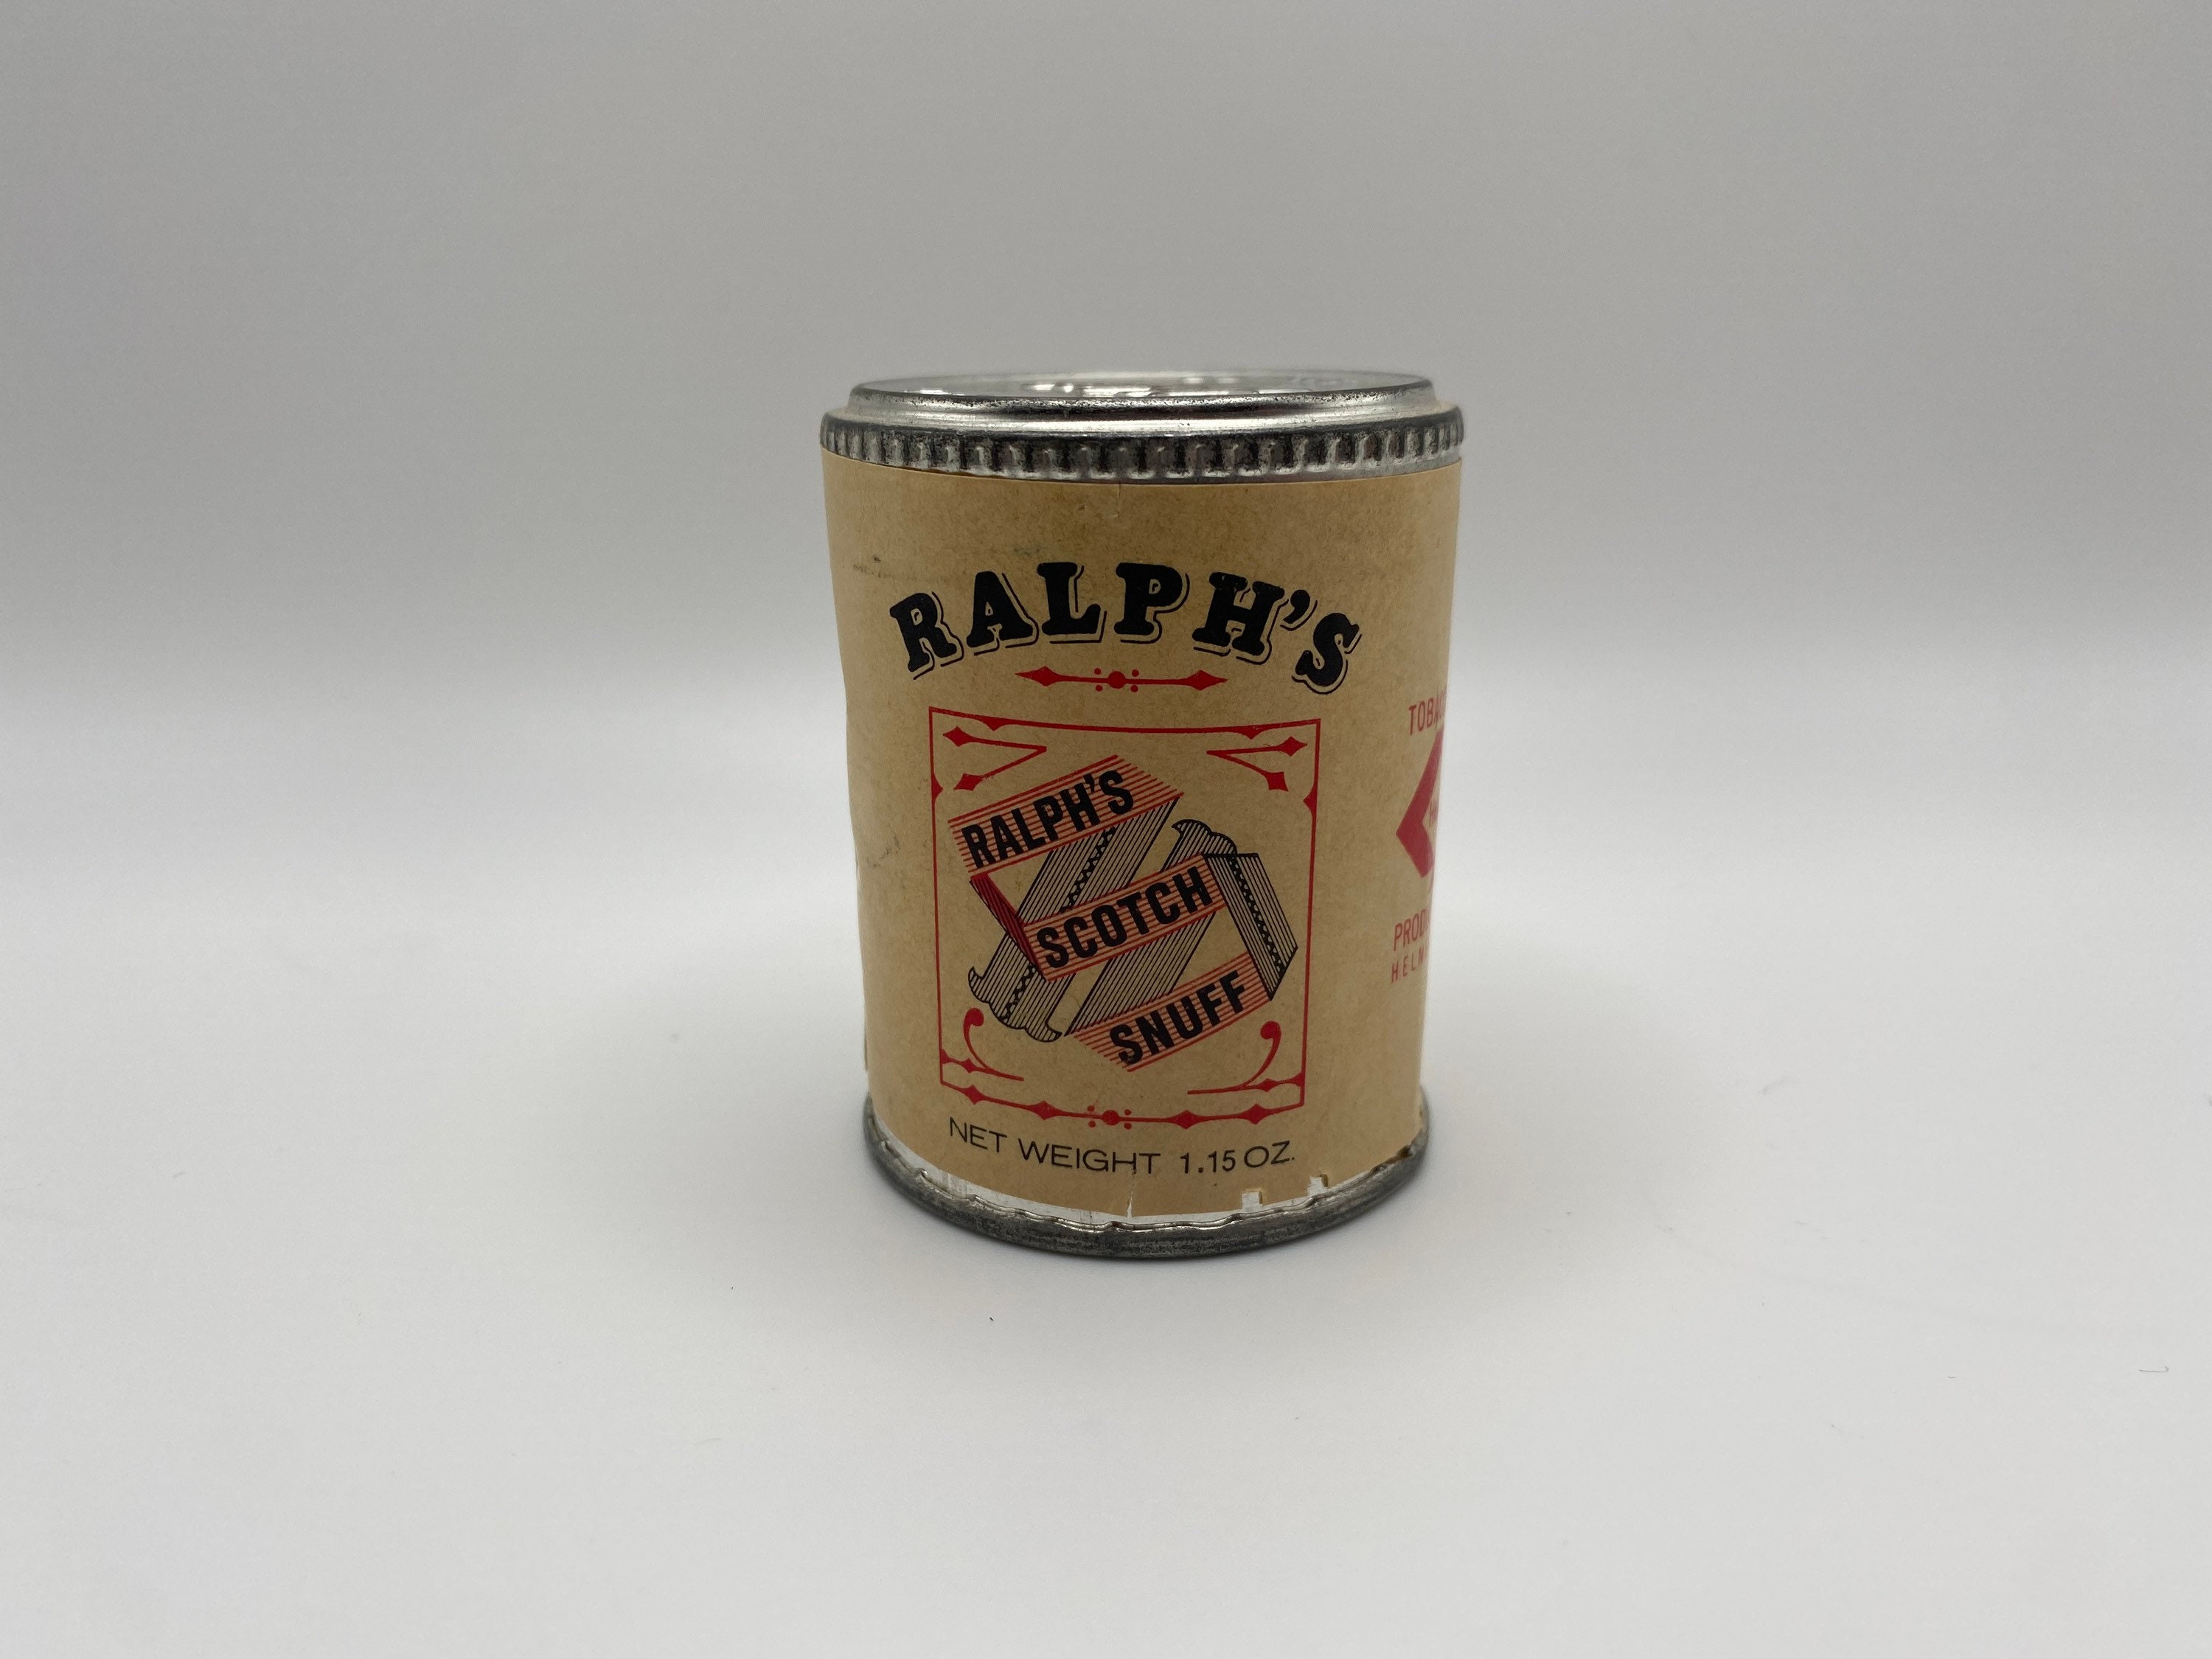 RALPH'S
RALPH'S
SCOTCH
SNUFF
NET WEIGHT 1.15 OZ.